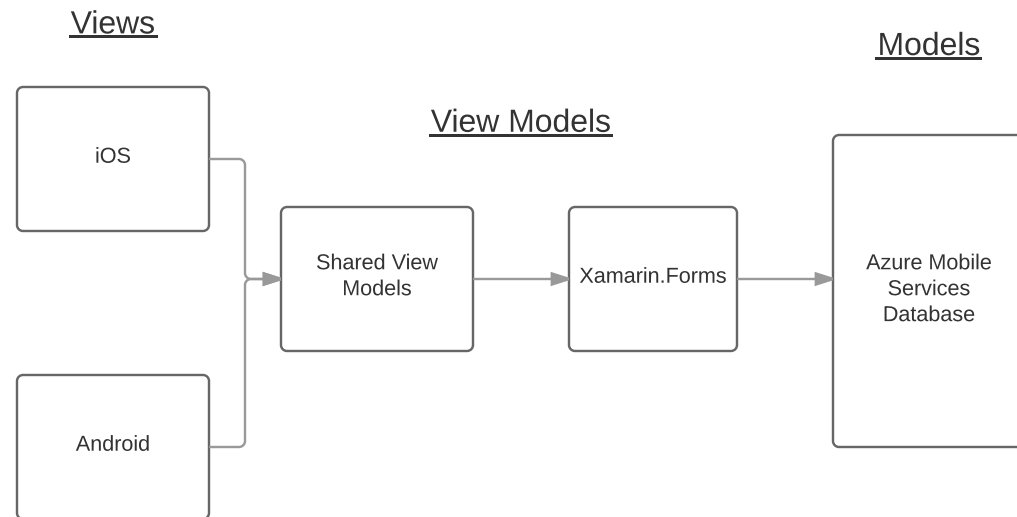 Views
Models
View Models
iOS
Shared View
Models
Xamarin.Forms
Azure Mobile
Services
Database
Android